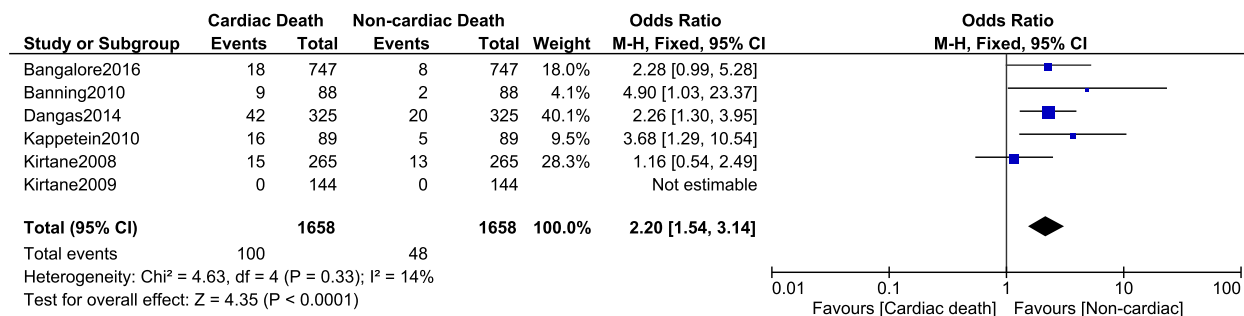 Cardiac Death Non-cardiac Death Odds Ratio Odds Ratio
Study or Subgroup Events Total Events Total Weight M-H, Fixed, 95% CI M-H, Fixed, 95% CI
Bangalore2016 18 747 8 747 18.0% 2.28 [0.99, 5.28]
Banning2010 9 88 2 88 4.1% 4.90 [1.03, 23.37]
Dangas2014 42 325 20 325 40.1% 2.26 [1.30, 3.95]
Kappetein2010 16 89 5 89 9.5% 3.68 [1.29, 10.54]
Kirtane2008 15 265 13 265 28.3% 1.16 [0.54, 2.49]
Kirtane2009 0 144 0 144 Not estimable
Total (95% CI) 1658 1658 100.0% 2.20 [1.54, 3.14]
Total events 100 48
Heterogeneity: Chi² = 4.63, df = 4 (P = 0.33); I² = 14%
Test for overall effect: Z = 4.35 (P < 0.0001)
0.01 0.1 1 10 100
Favours [Cardiac death] Favours [Non-cardiac]